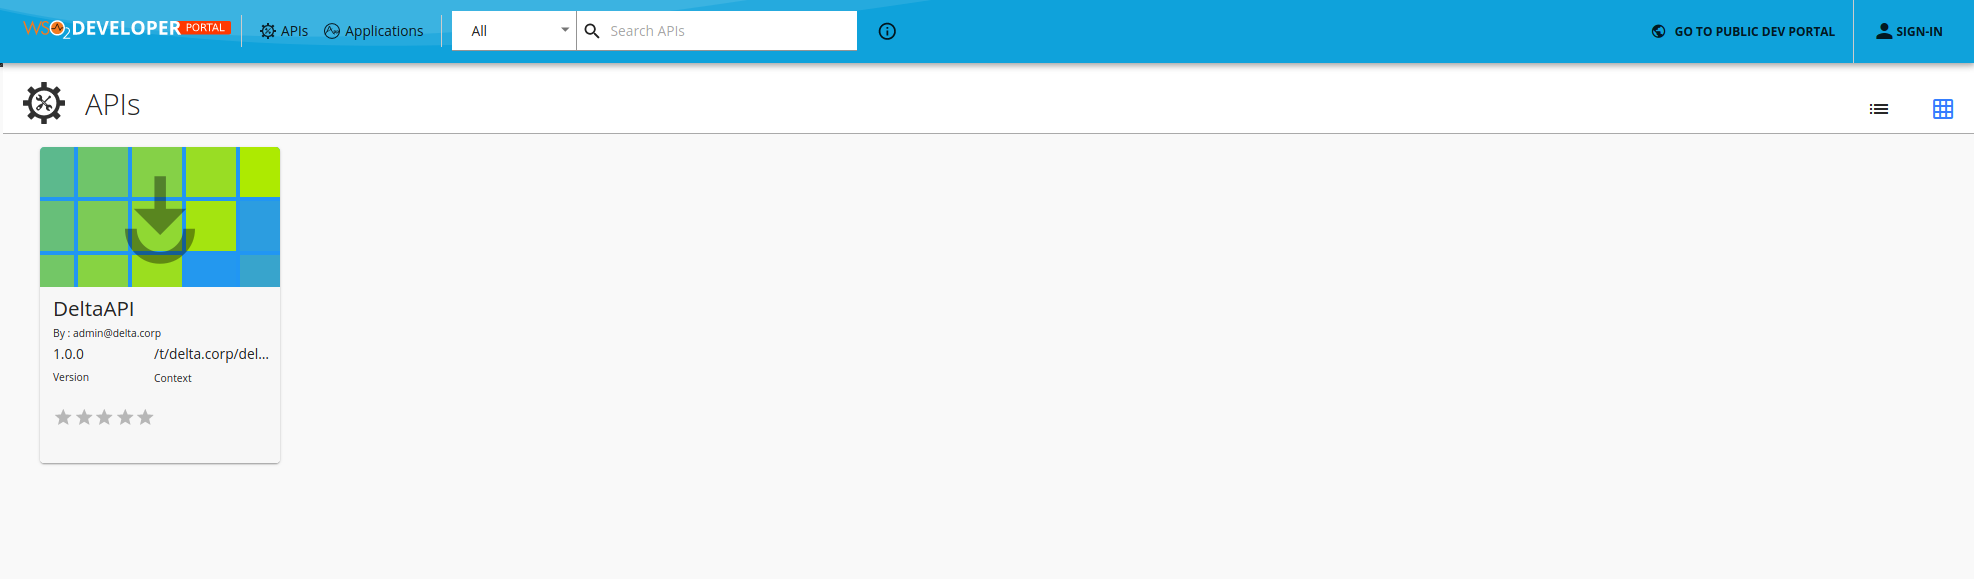 WSO2 DEVELOPER PORTAL
APIs
Applications
All
Search APIs
GO TO PUBLIC DEV PORTAL
SIGN-IN
APIs
DeltaAPI
By : admin@delta.corp
1.0.0 /t/delta.corp/del...
Version Context